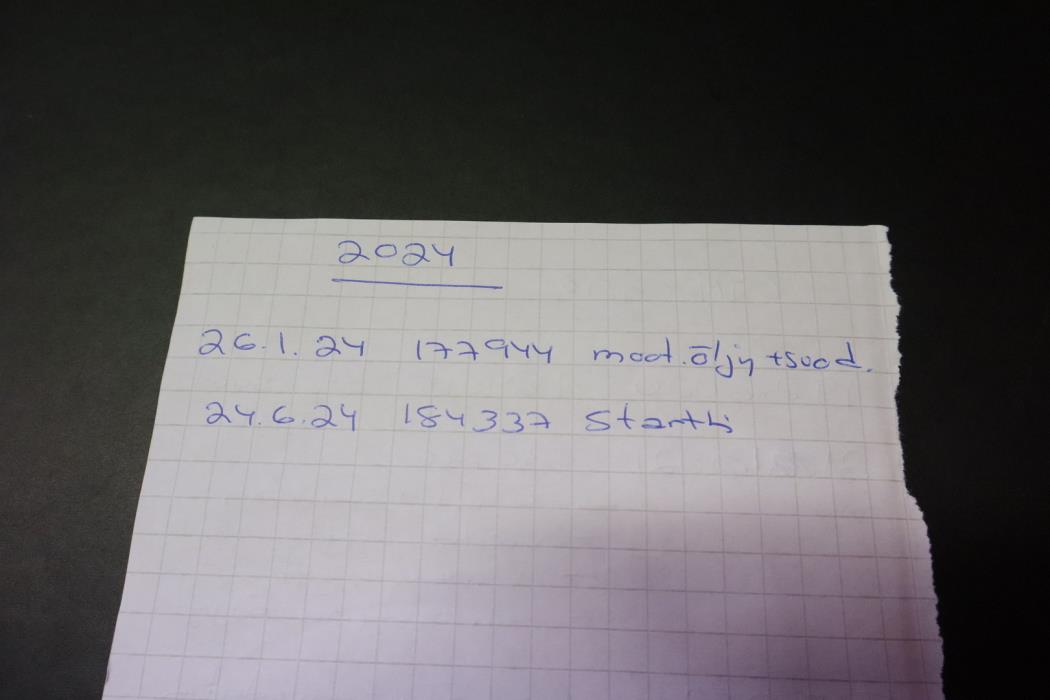 2024
26.1.24 177944 moot.öljy +suod.
24.6.24 184337 Startti